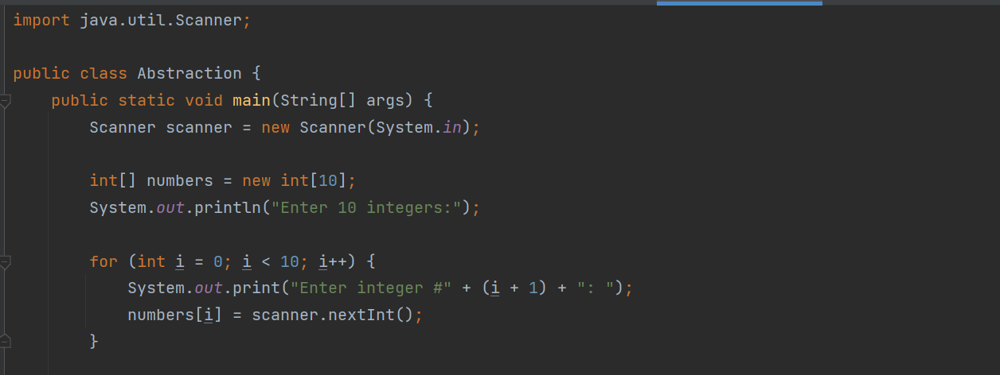 import java.util.Scanner;
public class Abstraction {
public static void main(String[] args) {
Scanner scanner = new Scanner(System.in);
int[] numbers = new int[10];
System.out.println("Enter 10 integers:");
for (int i = 0; i < 10; i++) {
System.out.print("Enter integer #" + (i + 1) + ": ");
numbers[i] = scanner.nextInt();
}